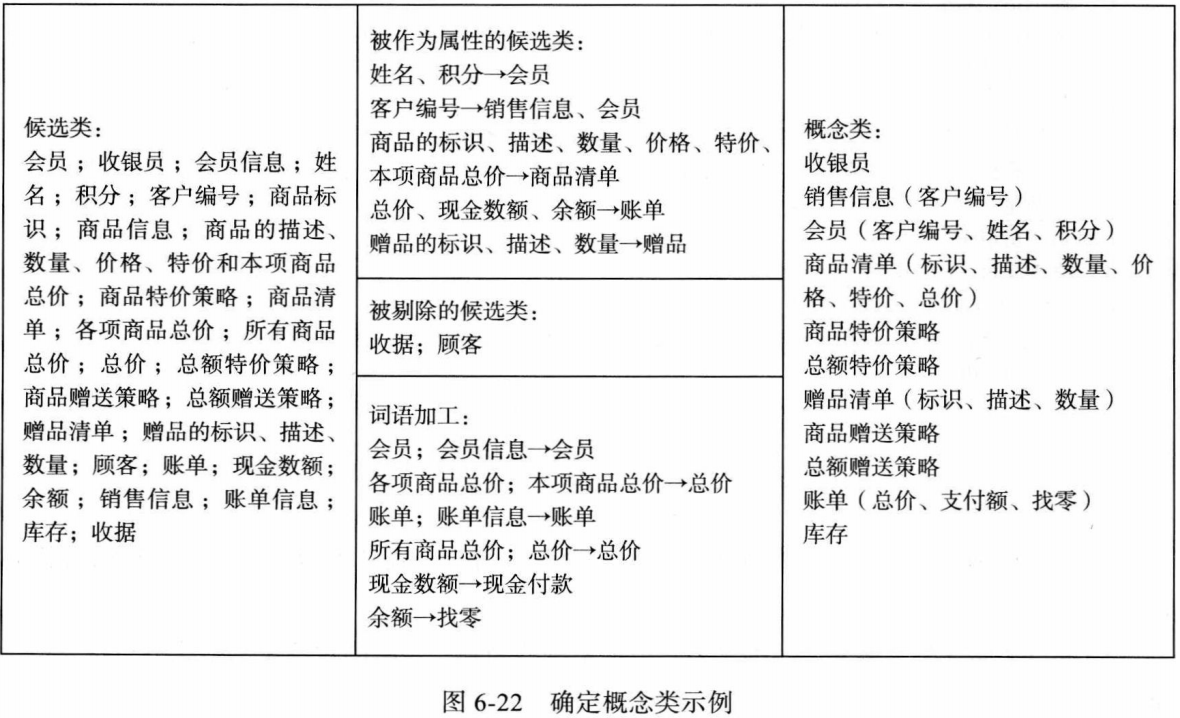 候选类：
会员；收银员；会员信息；姓
名；积分；客户编号；商品标
识；商品信息；商品的描述、
数量、价格、特价和本项商品
总价；商品特价策略；商品清
单；各项商品总价；所有商品
总价；总价；总额特价策略；
商品赠送策略；总额赠送策略；
赠品清单；赠品的标识、描述、
数量；顾客；账单；现金数额；
余额；销售信息；账单信息；
库存；收据
被作为属性的候选类：
姓名、积分→会员
客户编号→销售信息、会员
商品的标识、描述、数量、价格、特价、
本项商品总价→商品清单
总价、现金数额、余额→账单
赠品的标识、描述、数量→赠品
被剔除的候选类：
收据；顾客
词语加工：
会员；会员信息→会员
各项商品总价；本项商品总价→总价
账单；账单信息→账单
所有商品总价；总价→总价
现金数额→现金付款
余额→找零
概念类：
收银员
销售信息（客户编号）
会员（客户编号、姓名、积分）
商品清单（标识、描述、数量、价
格、特价、总价）
商品特价策略
总额特价策略
赠品清单（标识、描述、数量）
商品赠送策略
总额赠送策略
账单（总价、支付额、找零）
库存
图 6-22 确定概念类示例